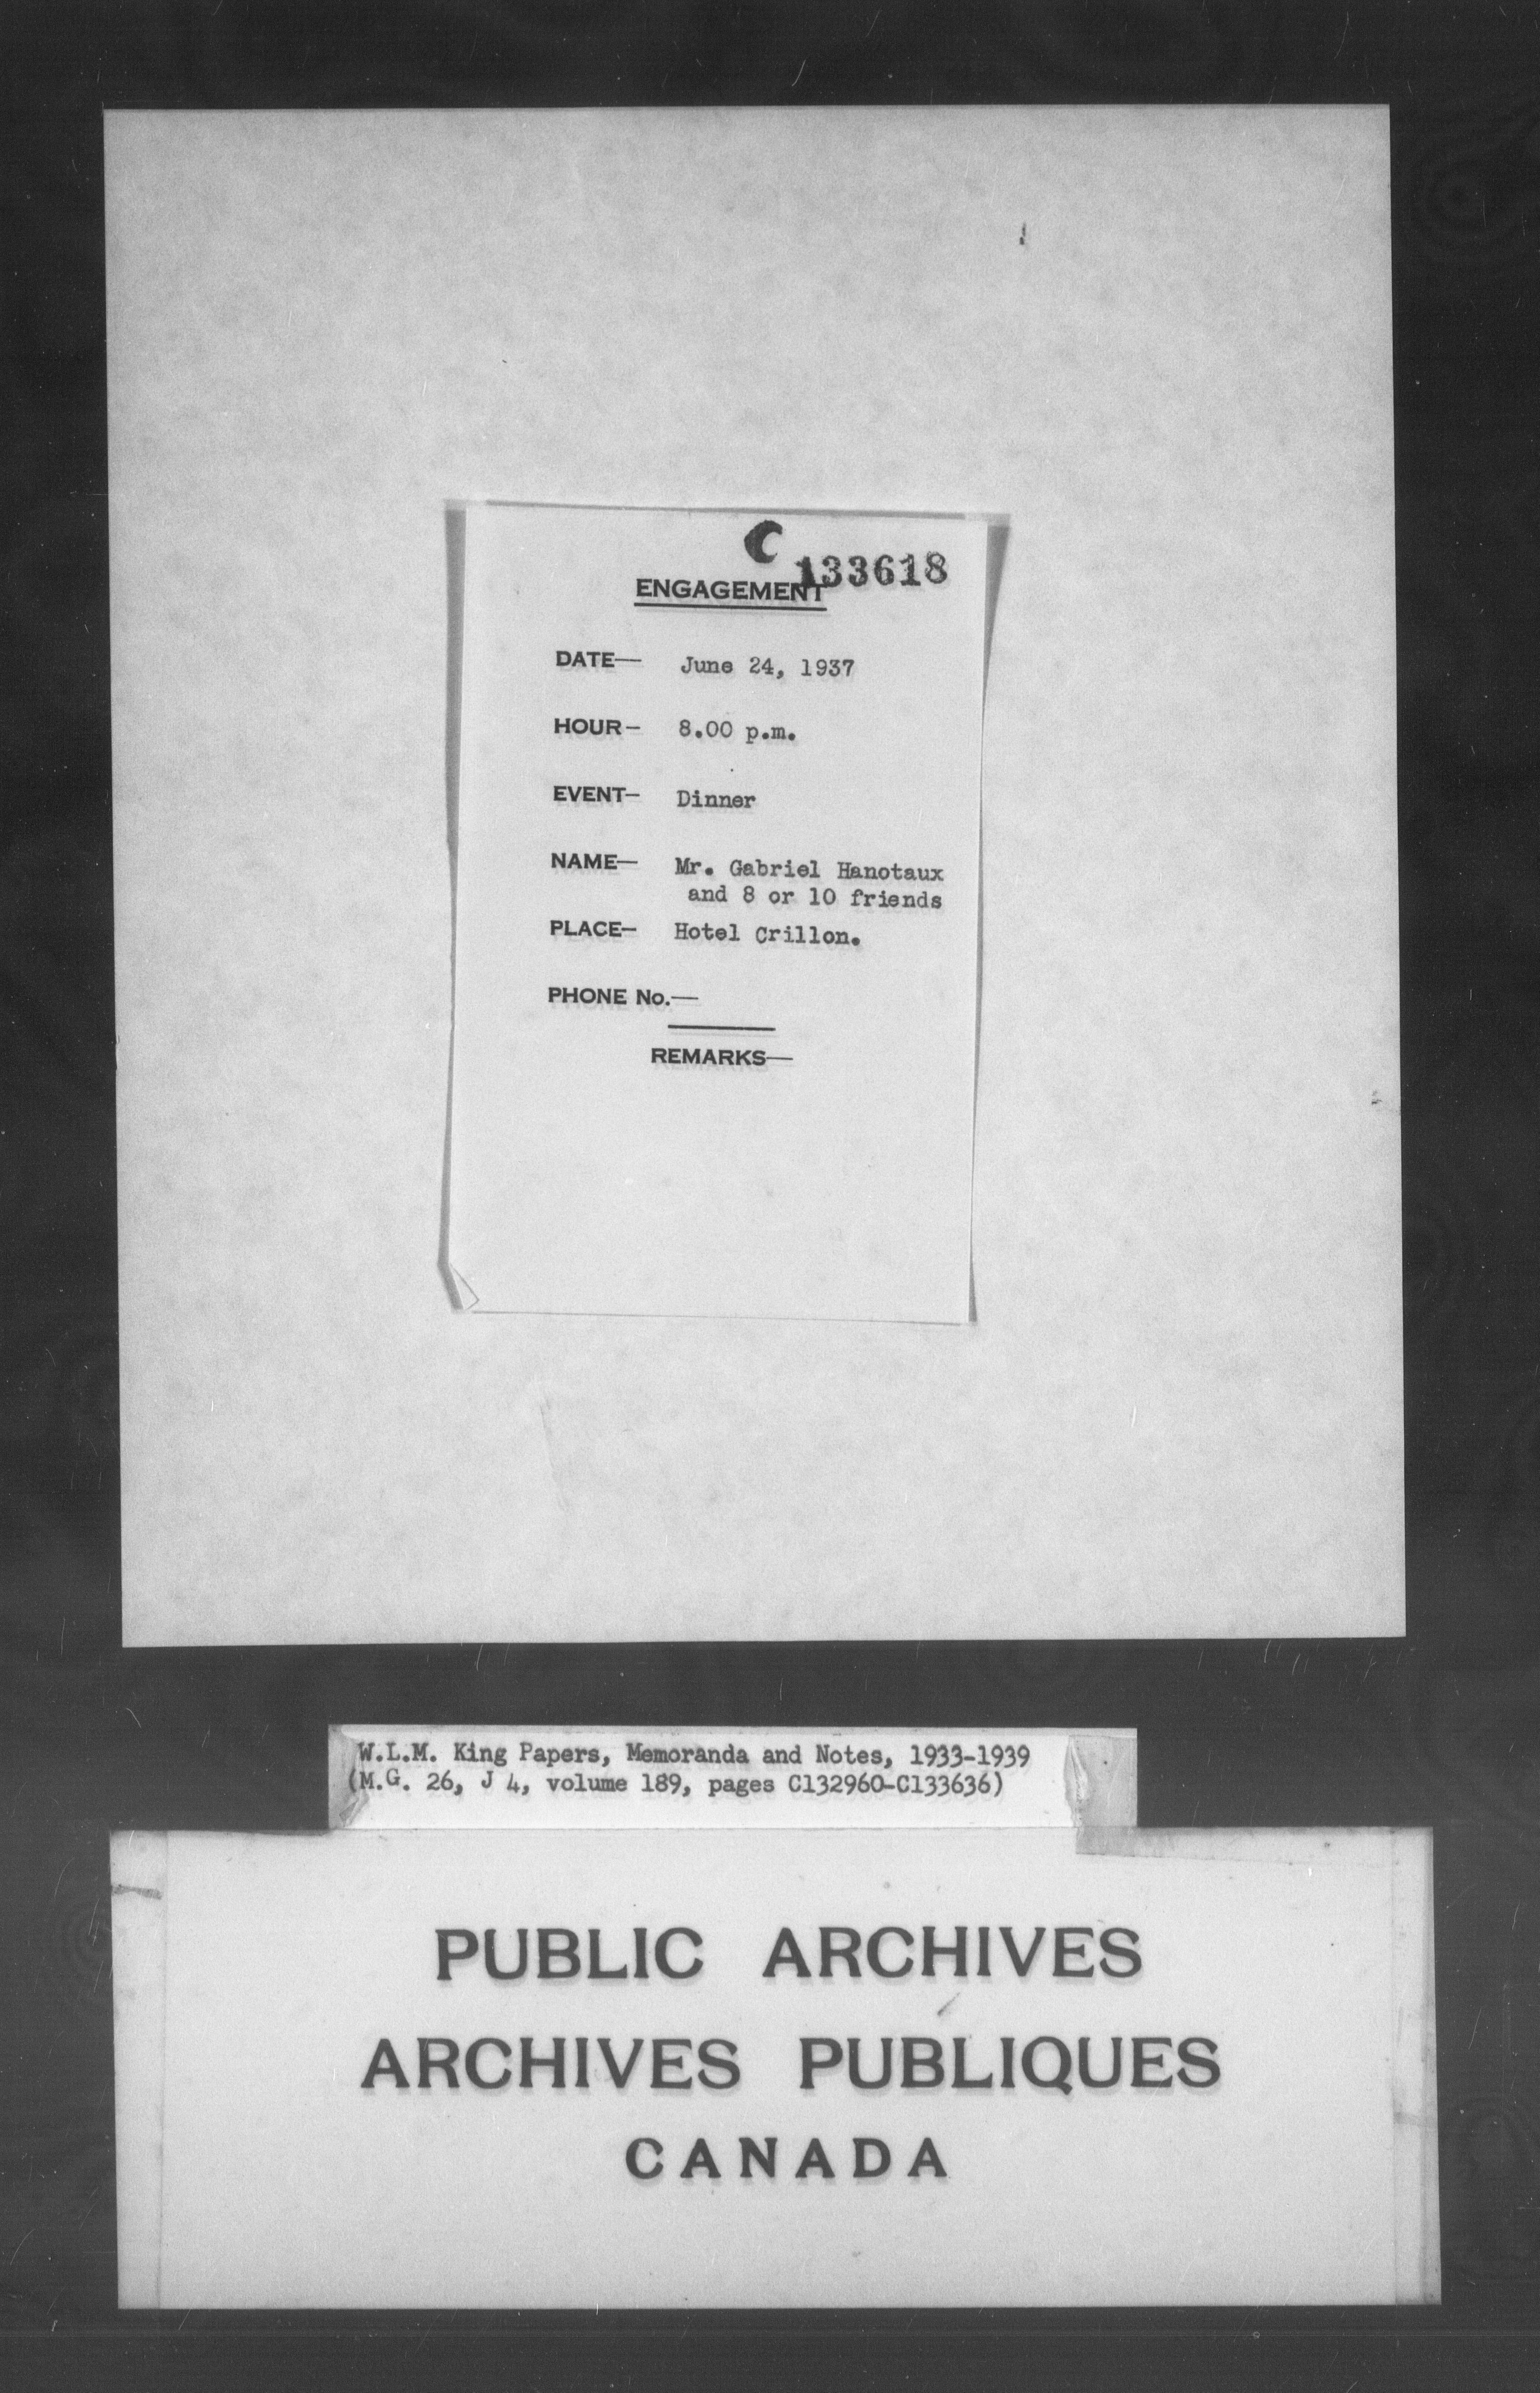 C
133618
ENGAGEMENT
DATE— June 24, 1937
HOUR— 8.00 p.m.
EVENT— Dinner
NAME— Mr. Gabriel Hanotaux
and 8 or 10 friends
PLACE— Hotel Crillon.
PHONE No.—
REMARKS—
W.L.M. King Papers, Memoranda and Notes, 1933-1939
(M.G. 26, J 4, volume 189, pages C132960-C133636)
PUBLIC ARCHIVES
ARCHIVES PUBLIQUES
CANADA